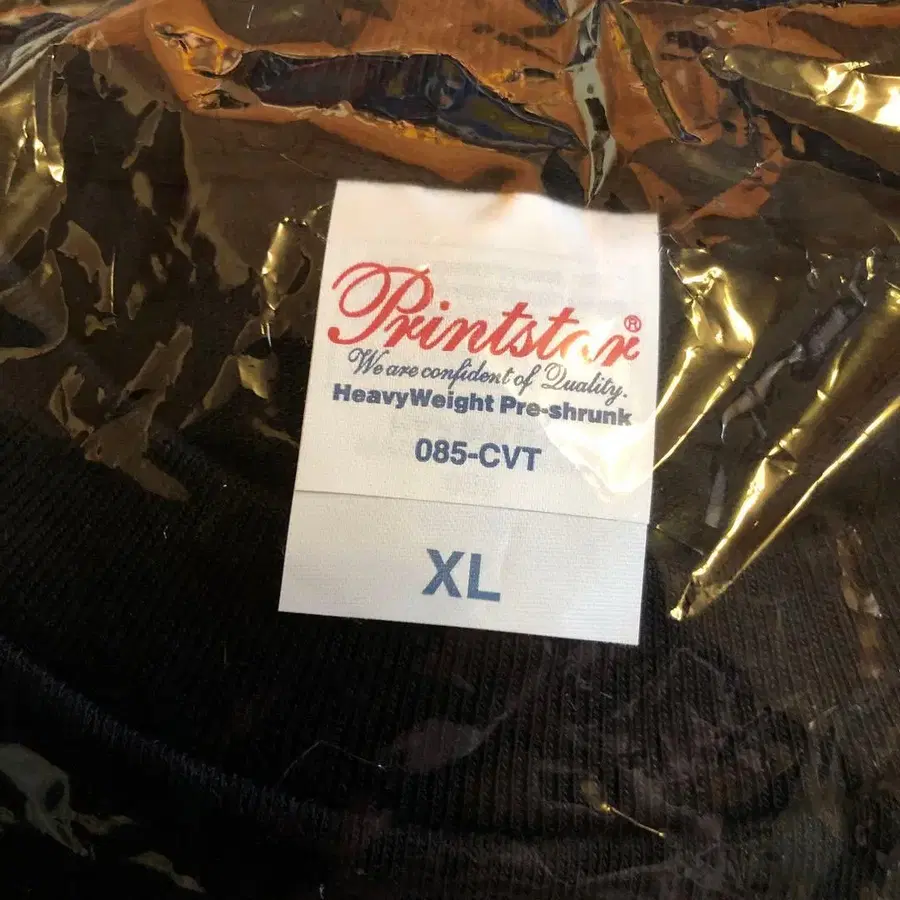 Printstar®
We are confident of Quality.
HeavyWeight Pre-shrunk
085-CVT
XL